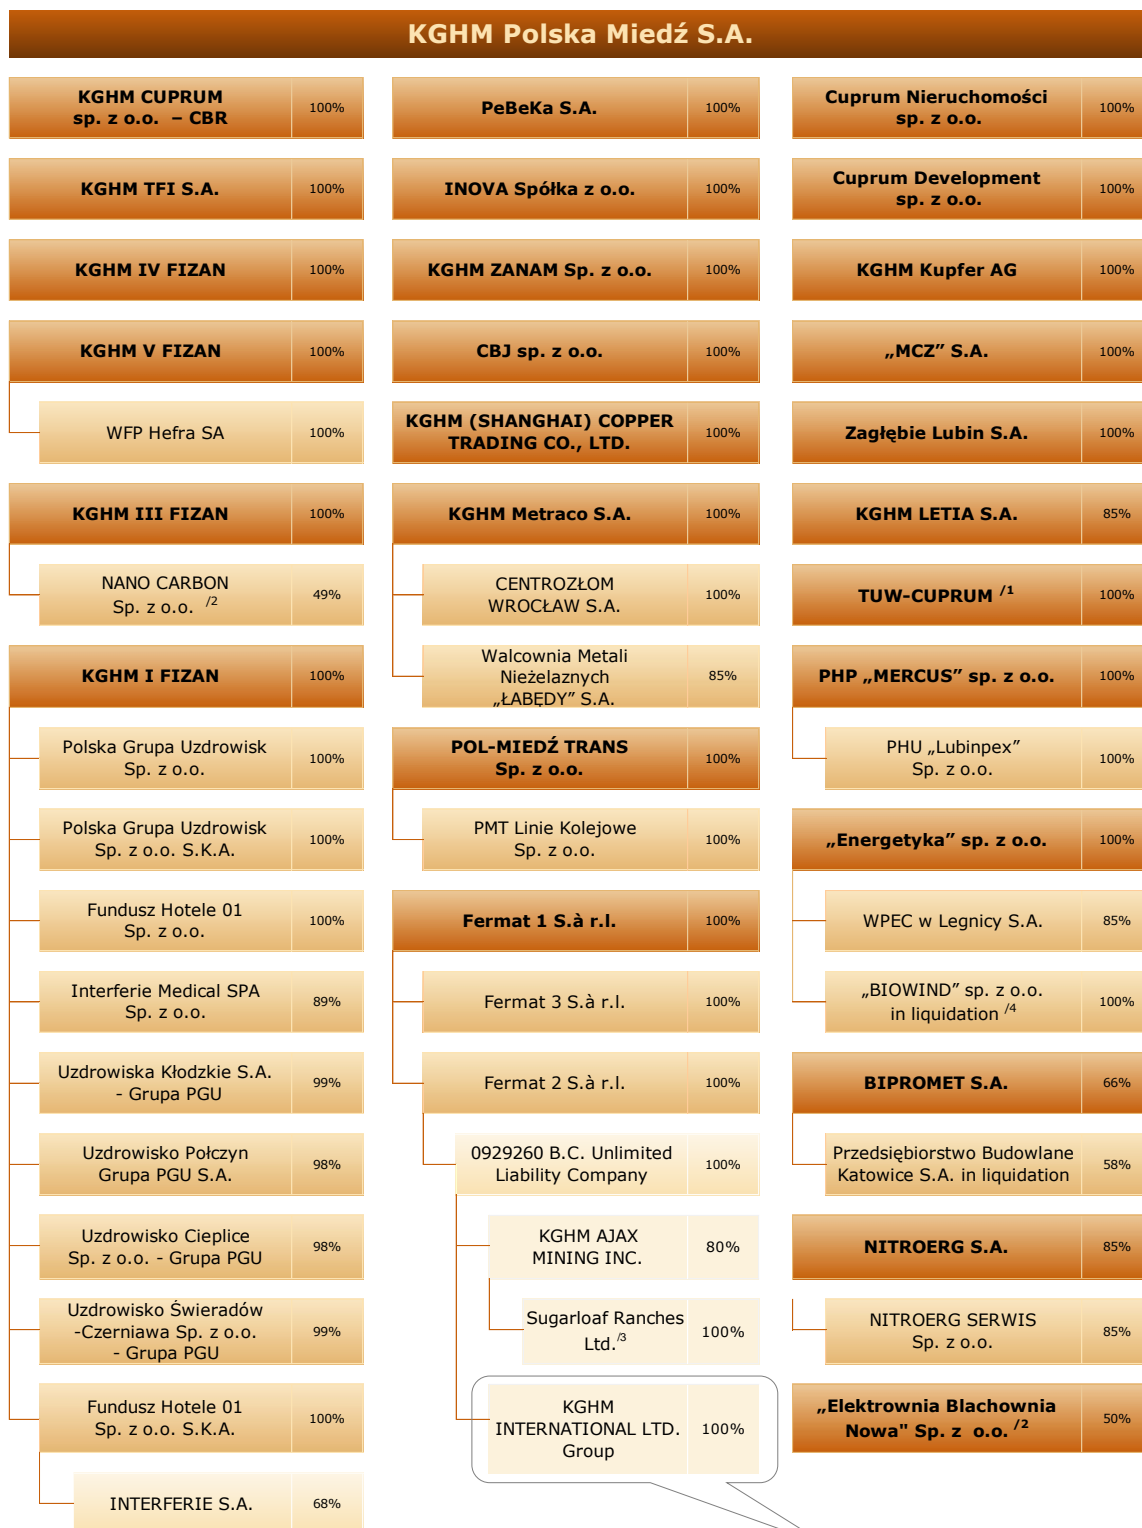 KGHM Polska Miedź S.A.
KGHM CUPRUM
sp. z o.o. – CBR
100%
KGHM TFI S.A.
100%
KGHM IV FIZAN
100%
KGHM V FIZAN
100%
WFP Hefra SA
100%
KGHM III FIZAN
100%
NANO CARBON
Sp. z o.o. /2
49%
KGHM I FIZAN
100%
Polska Grupa Uzdrowisk
Sp. z o.o.
100%
Polska Grupa Uzdrowisk
Sp. z o.o. S.K.A.
100%
Fundusz Hotele 01
Sp. z o.o.
100%
Interferie Medical SPA
Sp. z o.o.
89%
Uzdrowiska Kłodzkie S.A.
- Grupa PGU
99%
Uzdrowisko Połczyn
Grupa PGU S.A.
98%
Uzdrowisko Cieplice
Sp. z o.o. - Grupa PGU
98%
Uzdrowisko Świeradów
-Czerniawa Sp. z o.o.
- Grupa PGU
99%
Fundusz Hotele 01
Sp. z o.o. S.K.A.
100%
INTERFERIE S.A.
68%
PeBeKa S.A.
100%
INOVA Spółka z o.o.
100%
KGHM ZANAM Sp. z o.o.
100%
CBJ sp. z o.o.
100%
KGHM (SHANGHAI) COPPER
TRADING CO., LTD.
100%
KGHM Metraco S.A.
100%
CENTROZŁOM
WROCŁAW S.A.
100%
Walcownia Metali
Nieżelaznych
„ŁABĘDY” S.A.
85%
POL-MIEDŹ TRANS
Sp. z o.o.
100%
PMT Linie Kolejowe
Sp. z o.o.
100%
Fermat 1 S.à r.l.
100%
Fermat 3 S.à r.l.
100%
Fermat 2 S.à r.l.
100%
0929260 B.C. Unlimited
Liability Company
100%
KGHM AJAX
MINING INC.
80%
Sugarloaf Ranches
Ltd./3
100%
KGHM
INTERNATIONAL LTD.
Group
100%
Cuprum Nieruchomości
sp. z o.o.
100%
Cuprum Development
sp. z o.o.
100%
KGHM Kupfer AG
100%
„MCZ” S.A.
100%
Zagłębie Lubin S.A.
100%
KGHM LETIA S.A.
85%
TUW-CUPRUM /1
100%
PHP „MERCUS” sp. z o.o.
100%
PHU „Lubinpex”
Sp. z o.o.
100%
„Energetyka” sp. z o.o.
100%
WPEC w Legnicy S.A.
85%
„BIOWIND” sp. z o.o.
in liquidation /4
100%
BIPROMET S.A.
66%
Przedsiębiorstwo Budowlane
Katowice S.A. in liquidation
58%
NITROERG S.A.
85%
NITROERG SERWIS
Sp. z o.o.
85%
„Elektrownia Blachownia
Nowa" Sp. z o.o. /2
50%